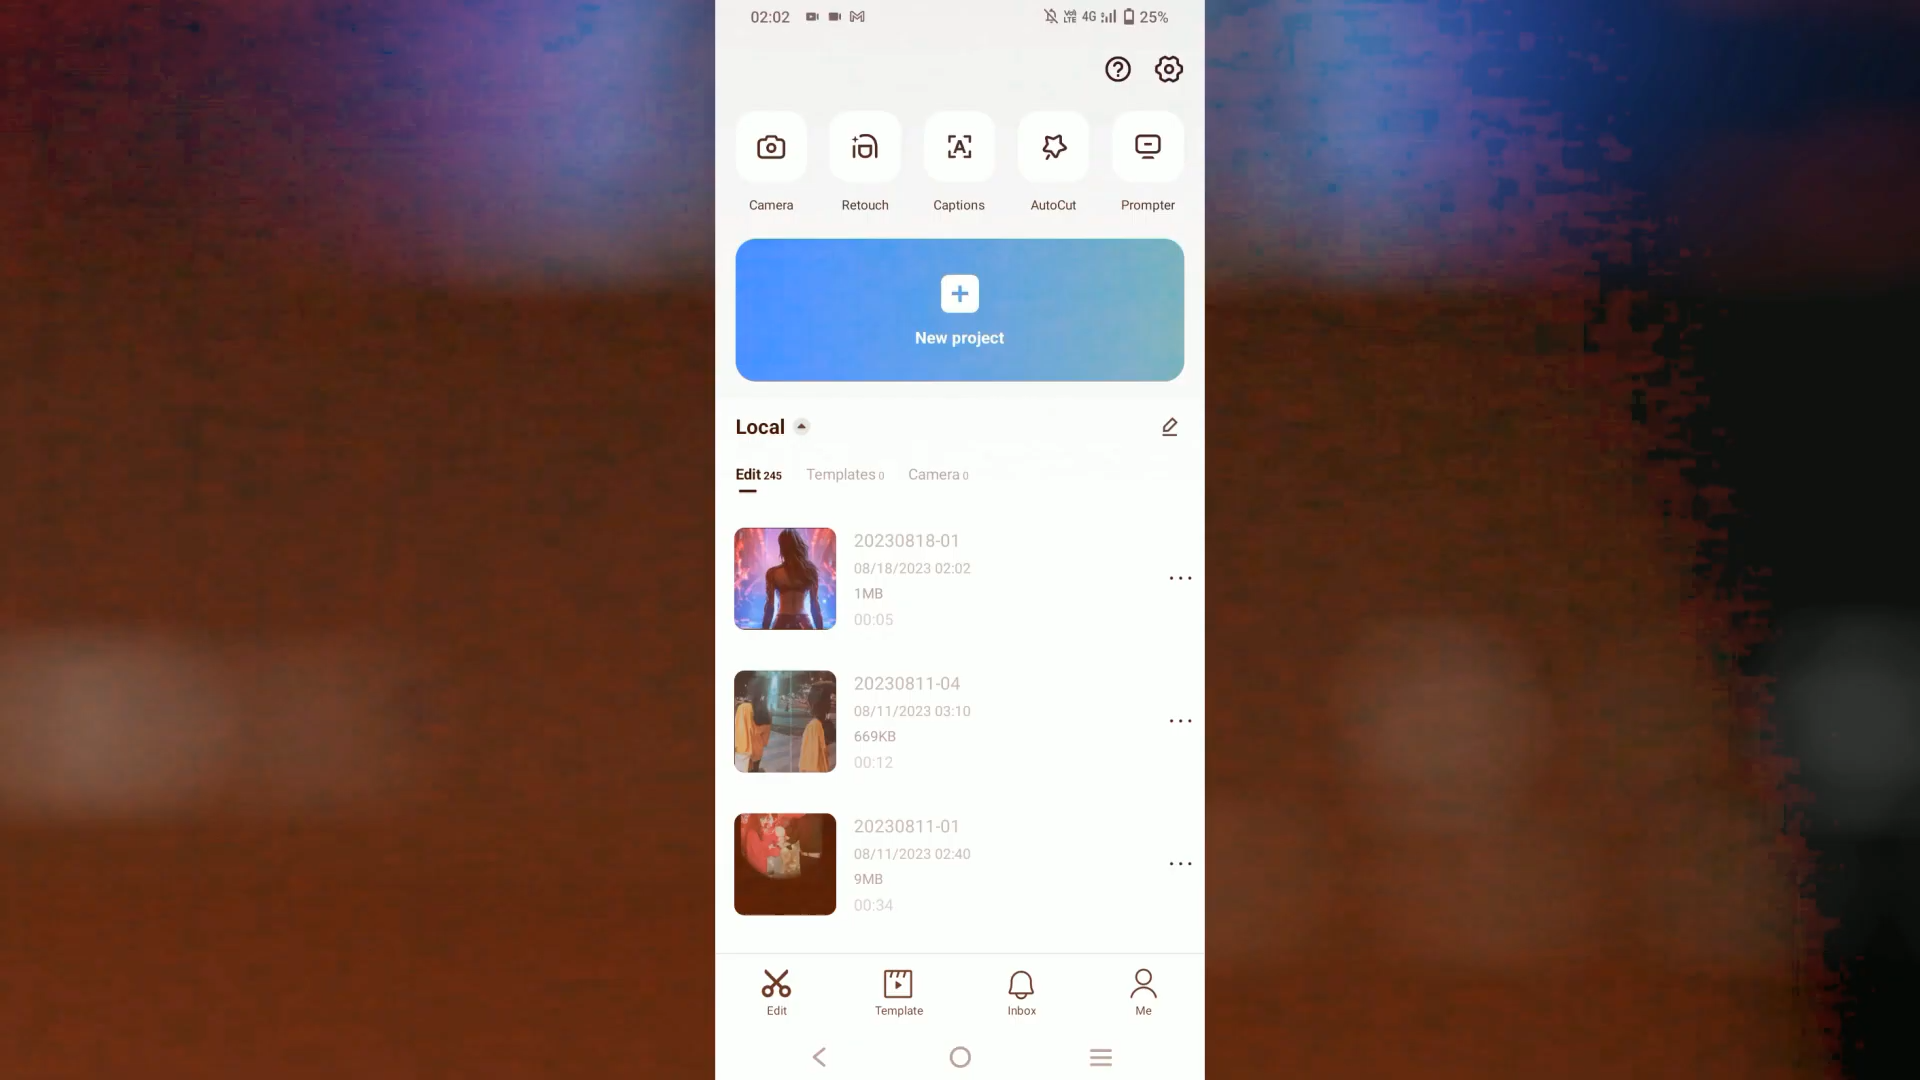 02:02 4G 25%
Camera Retouch Captions AutoCut Prompter
New project
Local
Edit 245 Templates 0 Camera 0
20230818-01
08/18/2023 02:02
1MB
00:05
20230811-04
08/11/2023 03:10
669KB
00:12
20230811-01
08/11/2023 02:40
9MB
00:34
Edit Template Inbox Me